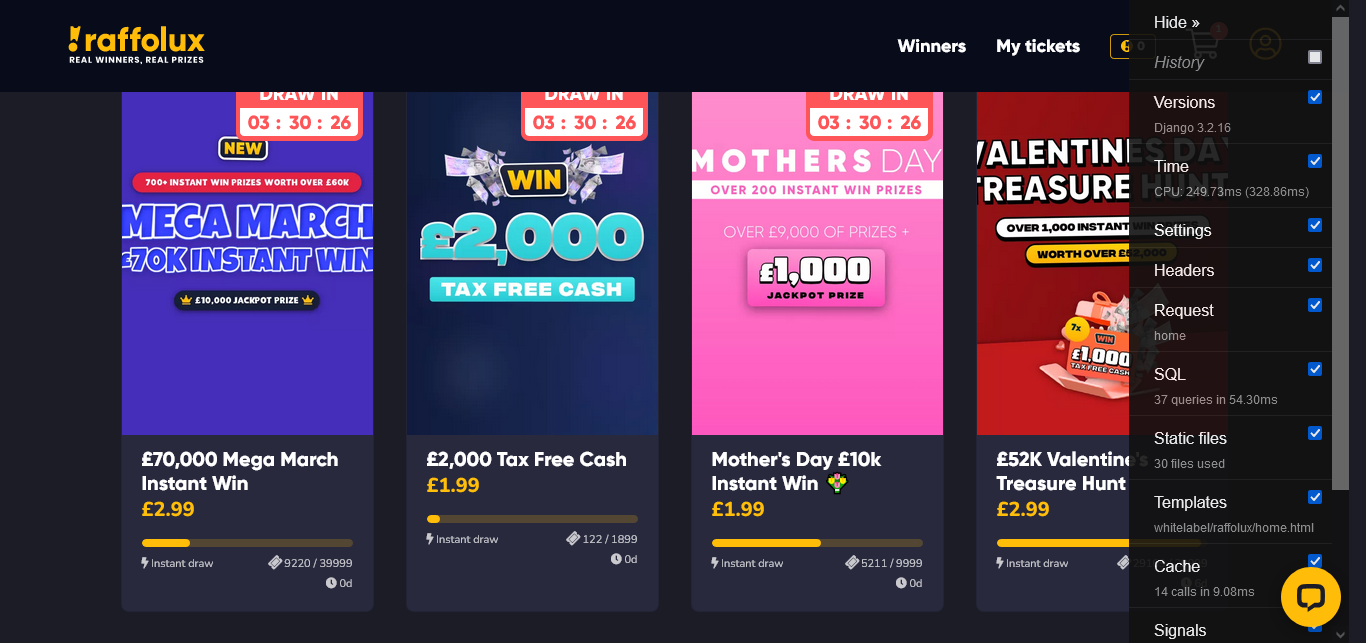 raffolux
REAL WINNERS, REAL PRIZES
Winners
My tickets
0
1
DRAW IN
03 : 30 : 26
NEW
700+ INSTANT WIN PRIZES WORTH OVER £60K
MEGA MARCH
£70K INSTANT WIN
£10,000 JACKPOT PRIZE
£70,000 Mega March
Instant Win
£2.99
Instant draw
9220 / 39999
0d
DRAW IN
03 : 30 : 26
WIN
£2,000
TAX FREE CASH
£2,000 Tax Free Cash
£1.99
Instant draw
122 / 1899
0d
DRAW IN
03 : 30 : 26
MOTHERS DAY
OVER 200 INSTANT WIN PRIZES
OVER £9,000 OF PRIZES +
£1,000
JACKPOT PRIZE
Mother's Day £10k
Instant Win
£1.99
Instant draw
5211 / 9999
0d
VALENTINES DAY
TREASURE HUNT
OVER 1,000 INSTANT WIN
WORTH OVER £52,000
7x
WIN
£1,000
TAX FREE CASH
£52K Valentine's
Treasure Hunt
£2.99
Instant draw
Hide »
History
Versions
Django 3.2.16
Time
CPU: 249.73ms (328.86ms)
Settings
Headers
Request
home
SQL
37 queries in 54.30ms
Static files
30 files used
Templates
whitelabel/raffolux/home.html
Cache
14 calls in 9.08ms
Signals